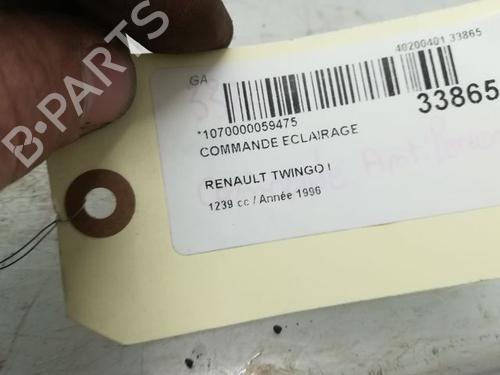 40200401 33865
GA
33865
*1070000059475
COMMANDE ECLAIRAGE
RENAULT TWINGO I
1239 cc / Année 1996
B-PARTS